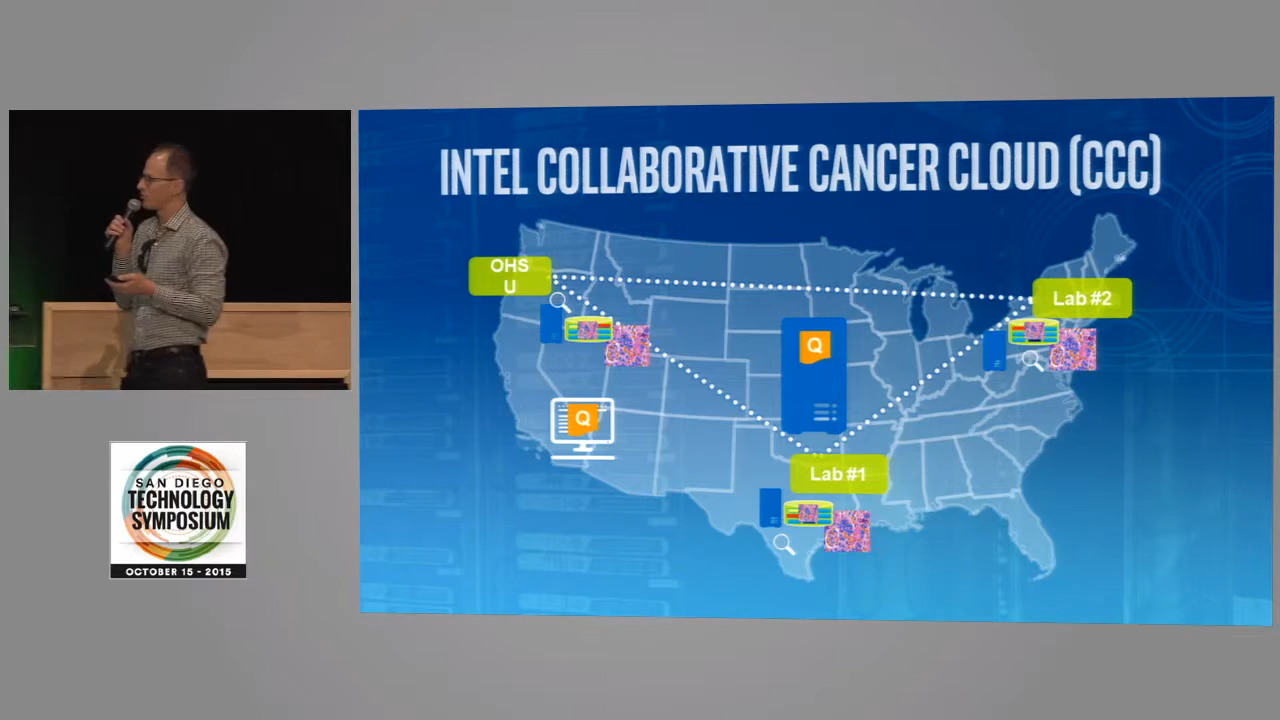 INTEL COLLABORATIVE CANCER CLOUD (CCC)
OHS
U
Lab #2
Q
Q
Lab #1
SAN DIEGO
TECHNOLOGY
SYMPOSIUM
OCTOBER 15 - 2015